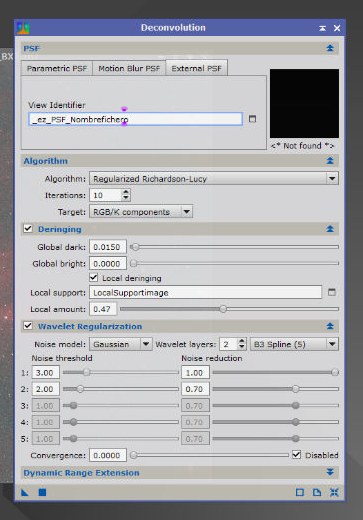 Deconvolution
_BX
PSF
Parametric PSF Motion Blur PSF External PSF
View Identifier
_ez_PSF_Nombrefichero
<* Not found *>
Algorithm
Algorithm: Regularized Richardson-Lucy
Iterations: 10
Target: RGB/K components
Deringing
Global dark: 0.0150
Global bright: 0.0000
Local deringing
Local support: LocalSupportimage
Local amount: 0.47
Wavelet Regularization
Noise model: Gaussian Wavelet layers: 2 B3 Spline (5)
Noise threshold Noise reduction
1: 3.00 1.00
2: 2.00 0.70
3: 1.00 0.70
4: 1.00 0.70
5: 1.00 0.70
Convergence: 0.0000 Disabled
Dynamic Range Extension